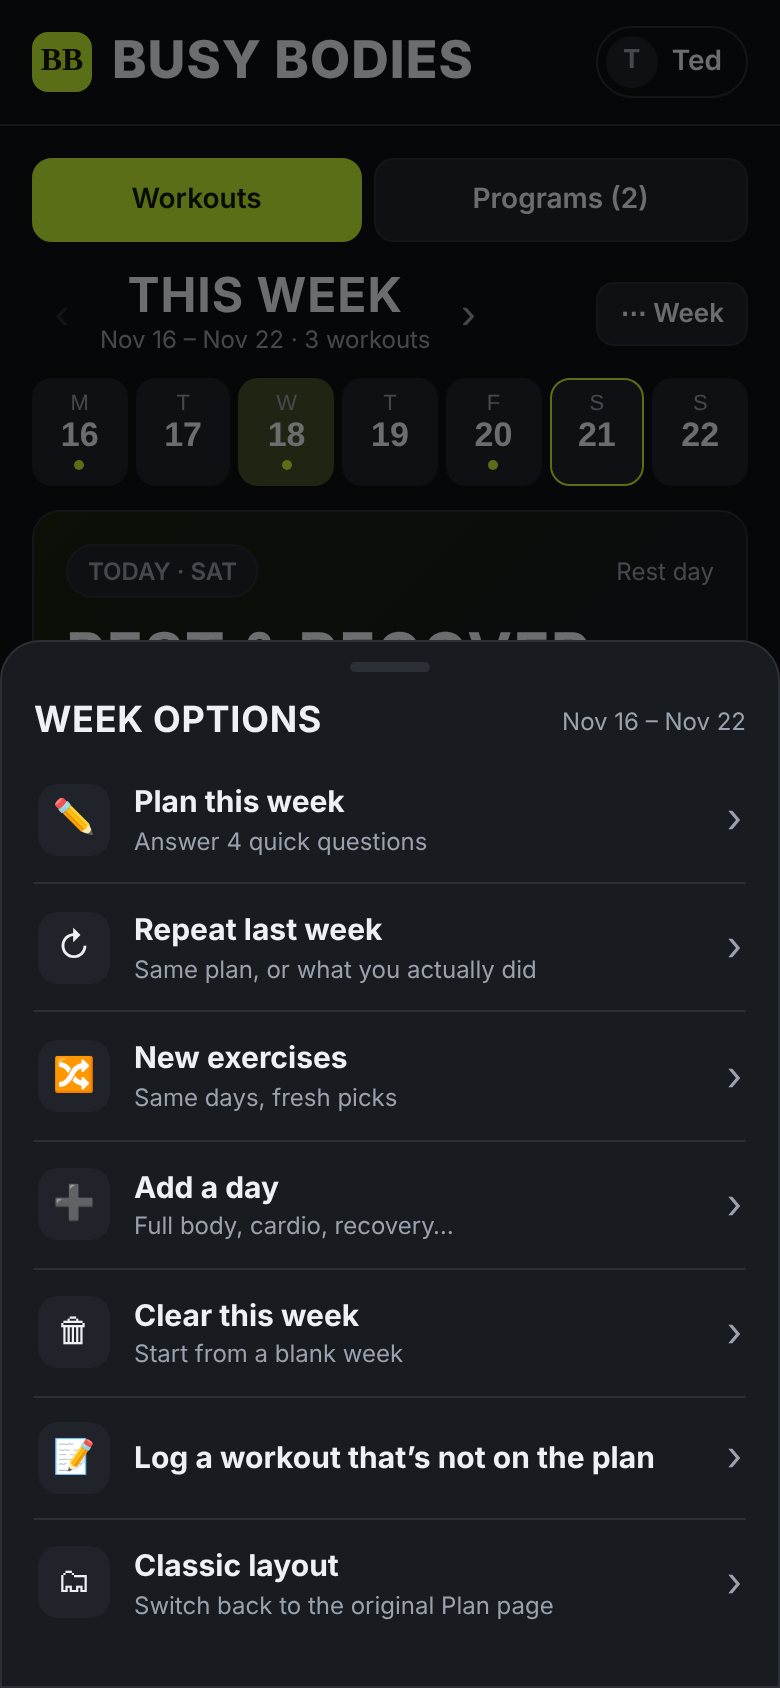 BB BUSY BODIES T Ted
Workouts Programs (2)
‹ THIS WEEK › ··· Week
Nov 16 – Nov 22 · 3 workouts
M T W T F S S
16 17 18 19 20 21 22
TODAY · SAT Rest day
REST & RECOVER
WEEK OPTIONS Nov 16 – Nov 22
Plan this week
Answer 4 quick questions
Repeat last week
Same plan, or what you actually did
New exercises
Same days, fresh picks
Add a day
Full body, cardio, recovery...
Clear this week
Start from a blank week
Log a workout that’s not on the plan
Classic layout
Switch back to the original Plan page